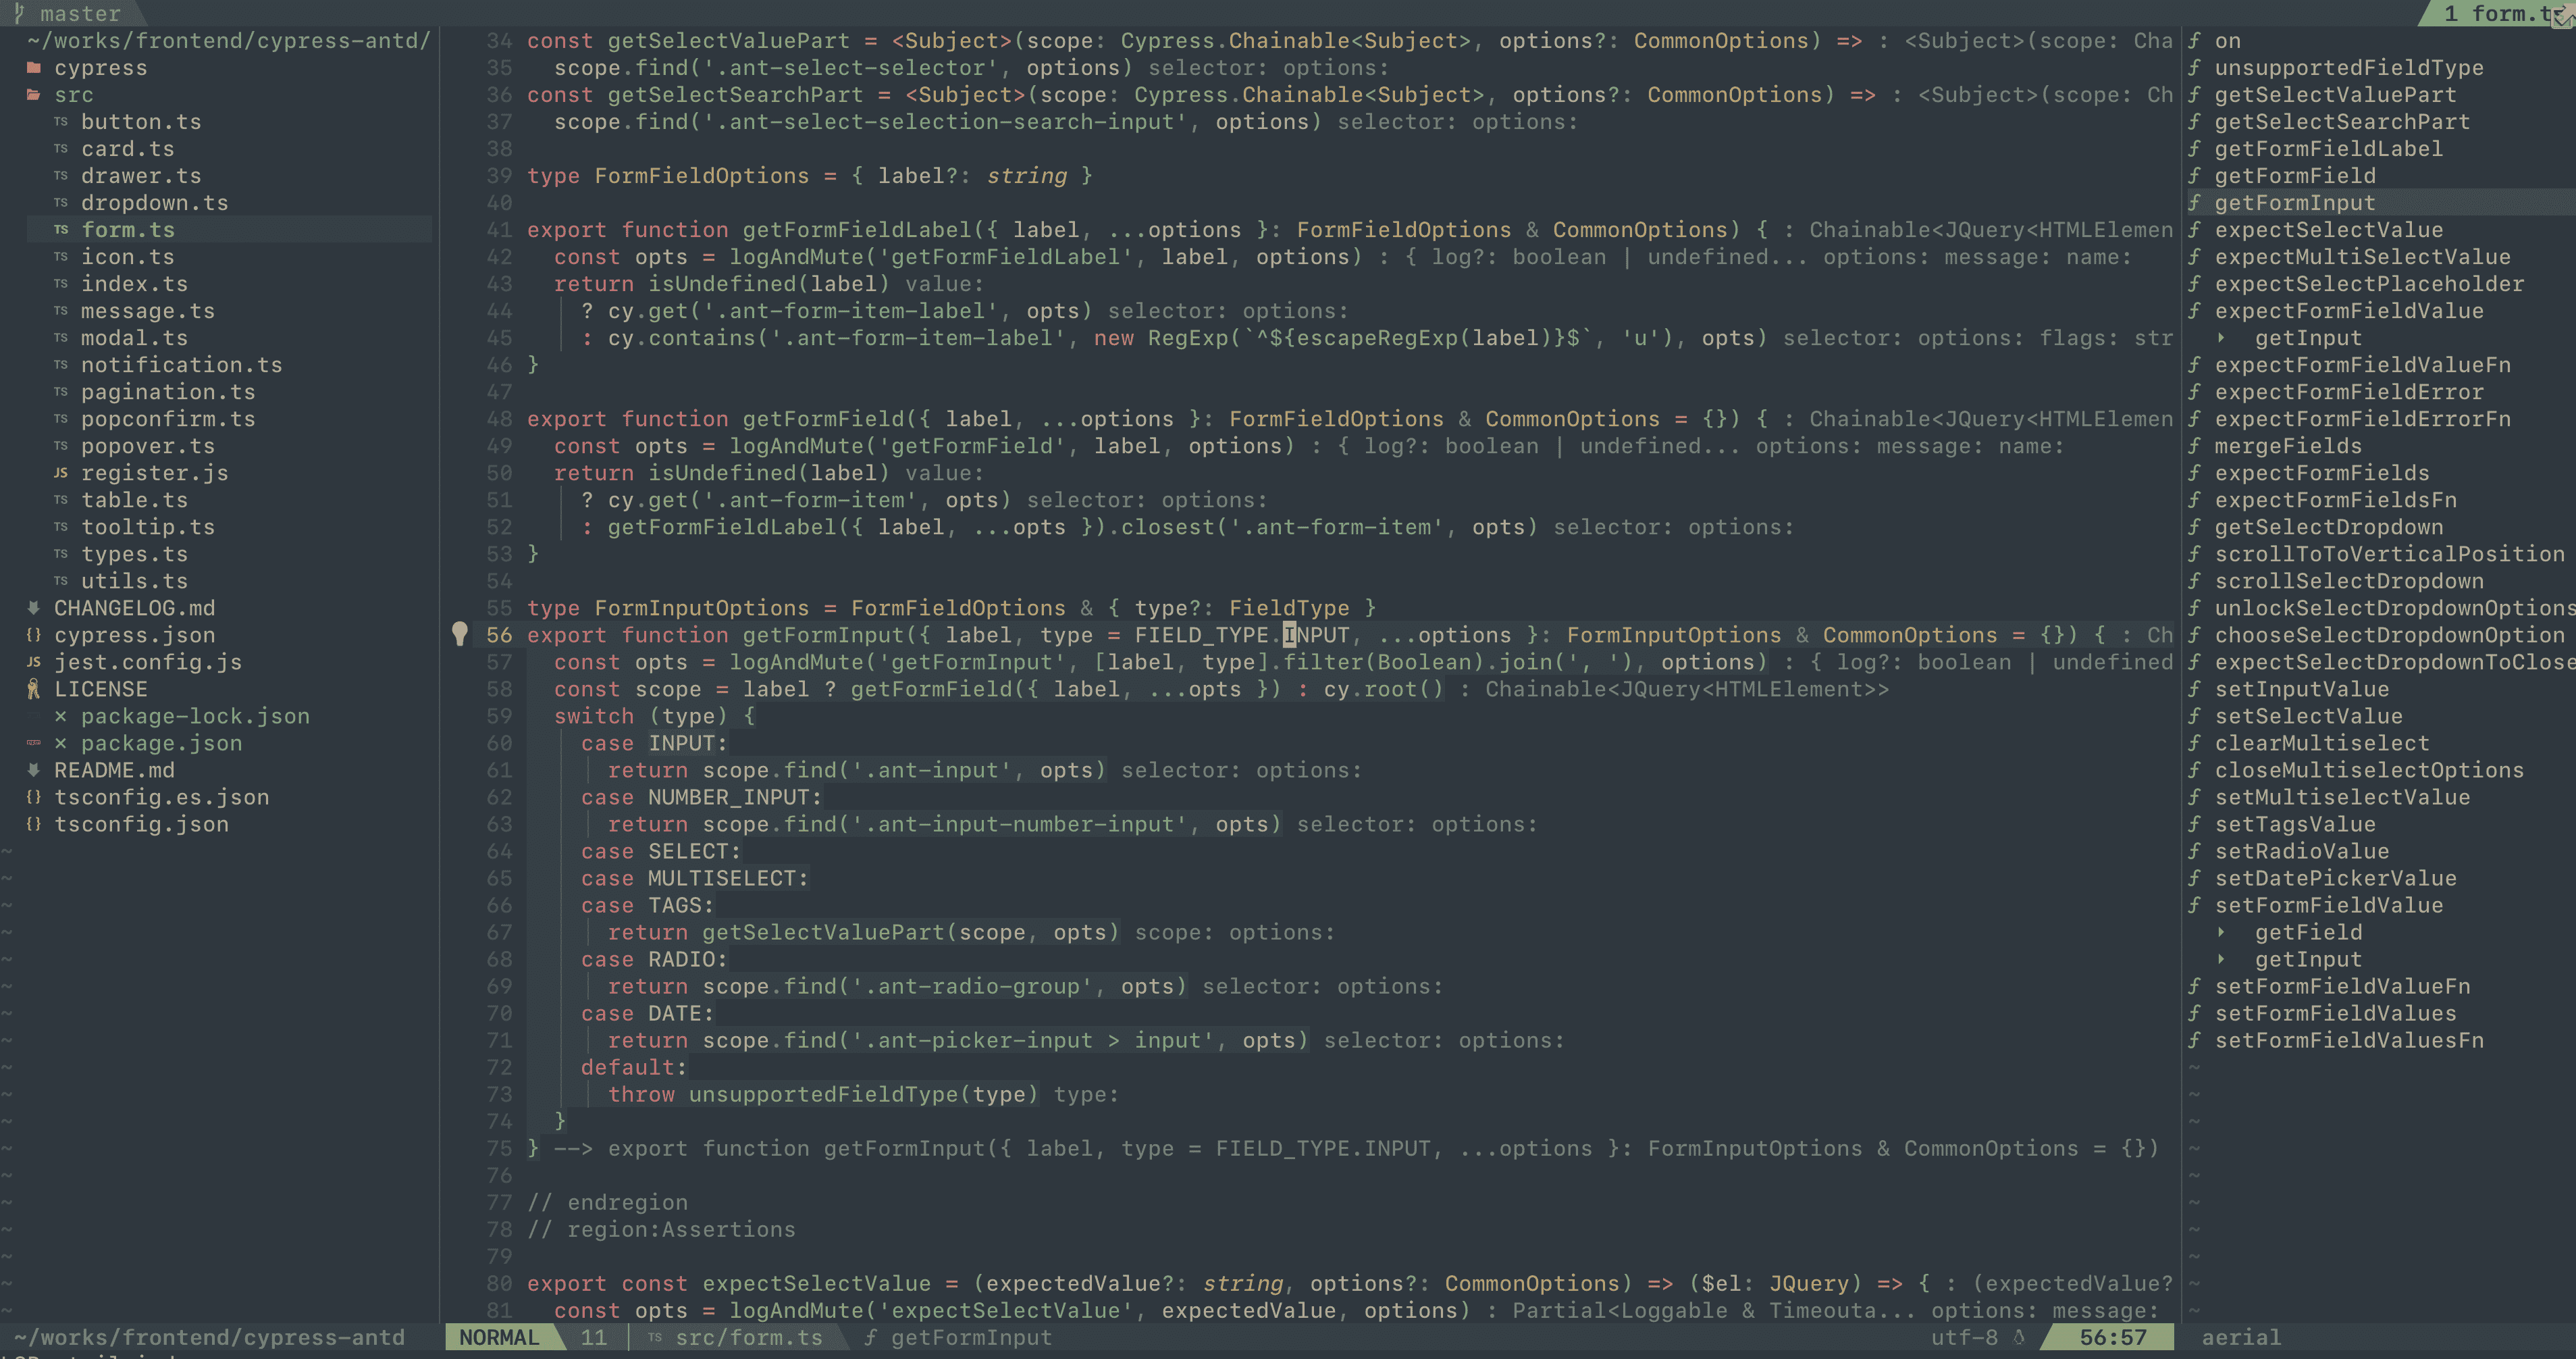 master
1 form.t
~/works/frontend/cypress-antd/
cypress
src
TS button.ts
TS card.ts
TS drawer.ts
TS dropdown.ts
TS form.ts
TS icon.ts
TS index.ts
TS message.ts
TS modal.ts
TS notification.ts
TS pagination.ts
TS popconfirm.ts
TS popover.ts
JS register.js
TS table.ts
TS tooltip.ts
TS types.ts
TS utils.ts
CHANGELOG.md
{} cypress.json
JS jest.config.js
LICENSE
× package-lock.json
× package.json
README.md
{} tsconfig.es.json
{} tsconfig.json
34 const getSelectValuePart = <Subject>(scope: Cypress.Chainable<Subject>, options?: CommonOptions) => : <Subject>(scope: Cha
35 scope.find('.ant-select-selector', options) selector: options:
36 const getSelectSearchPart = <Subject>(scope: Cypress.Chainable<Subject>, options?: CommonOptions) => : <Subject>(scope: Ch
37 scope.find('.ant-select-selection-search-input', options) selector: options:
38
39 type FormFieldOptions = { label?: string }
40
41 export function getFormFieldLabel({ label, ...options }: FormFieldOptions & CommonOptions) { : Chainable<JQuery<HTMLElemen
42 const opts = logAndMute('getFormFieldLabel', label, options) : { log?: boolean | undefined... options: message: name:
43 return isUndefined(label) value:
44 ? cy.get('.ant-form-item-label', opts) selector: options:
45 : cy.contains('.ant-form-item-label', new RegExp(`^${escapeRegExp(label)}$`, 'u'), opts) selector: options: flags: str
46 }
47
48 export function getFormField({ label, ...options }: FormFieldOptions & CommonOptions = {}) { : Chainable<JQuery<HTMLElemen
49 const opts = logAndMute('getFormField', label, options) : { log?: boolean | undefined... options: message: name:
50 return isUndefined(label) value:
51 ? cy.get('.ant-form-item', opts) selector: options:
52 : getFormFieldLabel({ label, ...opts }).closest('.ant-form-item', opts) selector: options:
53 }
54
55 type FormInputOptions = FormFieldOptions & { type?: FieldType }
56 export function getFormInput({ label, type = FIELD_TYPE.INPUT, ...options }: FormInputOptions & CommonOptions = {}) { : Ch
57 const opts = logAndMute('getFormInput', [label, type].filter(Boolean).join(', '), options) : { log?: boolean | undefined
58 const scope = label ? getFormField({ label, ...opts }) : cy.root() : Chainable<JQuery<HTMLElement>>
59 switch (type) {
60 case INPUT:
61 return scope.find('.ant-input', opts) selector: options:
62 case NUMBER_INPUT:
63 return scope.find('.ant-input-number-input', opts) selector: options:
64 case SELECT:
65 case MULTISELECT:
66 case TAGS:
67 return getSelectValuePart(scope, opts) scope: options:
68 case RADIO:
69 return scope.find('.ant-radio-group', opts) selector: options:
70 case DATE:
71 return scope.find('.ant-picker-input > input', opts) selector: options:
72 default:
73 throw unsupportedFieldType(type) type:
74 }
75 } --> export function getFormInput({ label, type = FIELD_TYPE.INPUT, ...options }: FormInputOptions & CommonOptions = {})
76
77 // endregion
78 // region:Assertions
79
80 export const expectSelectValue = (expectedValue?: string, options?: CommonOptions) => ($el: JQuery) => { : (expectedValue?
81 const opts = logAndMute('expectSelectValue', expectedValue, options) : Partial<Loggable & Timeouta... options: message:
f on
f unsupportedFieldType
f getSelectValuePart
f getSelectSearchPart
f getFormFieldLabel
f getFormField
f getFormInput
f expectSelectValue
f expectMultiSelectValue
f expectSelectPlaceholder
f expectFormFieldValue
getInput
f expectFormFieldValueFn
f expectFormFieldError
f expectFormFieldErrorFn
f mergeFields
f expectFormFields
f expectFormFieldsFn
f getSelectDropdown
f scrollToToVerticalPosition
f scrollSelectDropdown
f unlockSelectDropdownOptions
f chooseSelectDropdownOption
f expectSelectDropdownToClose
f setInputValue
f setSelectValue
f clearMultiselect
f closeMultiselectOptions
f setMultiselectValue
f setTagsValue
f setRadioValue
f setDatePickerValue
f setFormFieldValue
getField
getInput
f setFormFieldValueFn
f setFormFieldValues
f setFormFieldValuesFn
~/works/frontend/cypress-antd
NORMAL 11 TS src/form.ts f getFormInput
utf-8 56:57
aerial